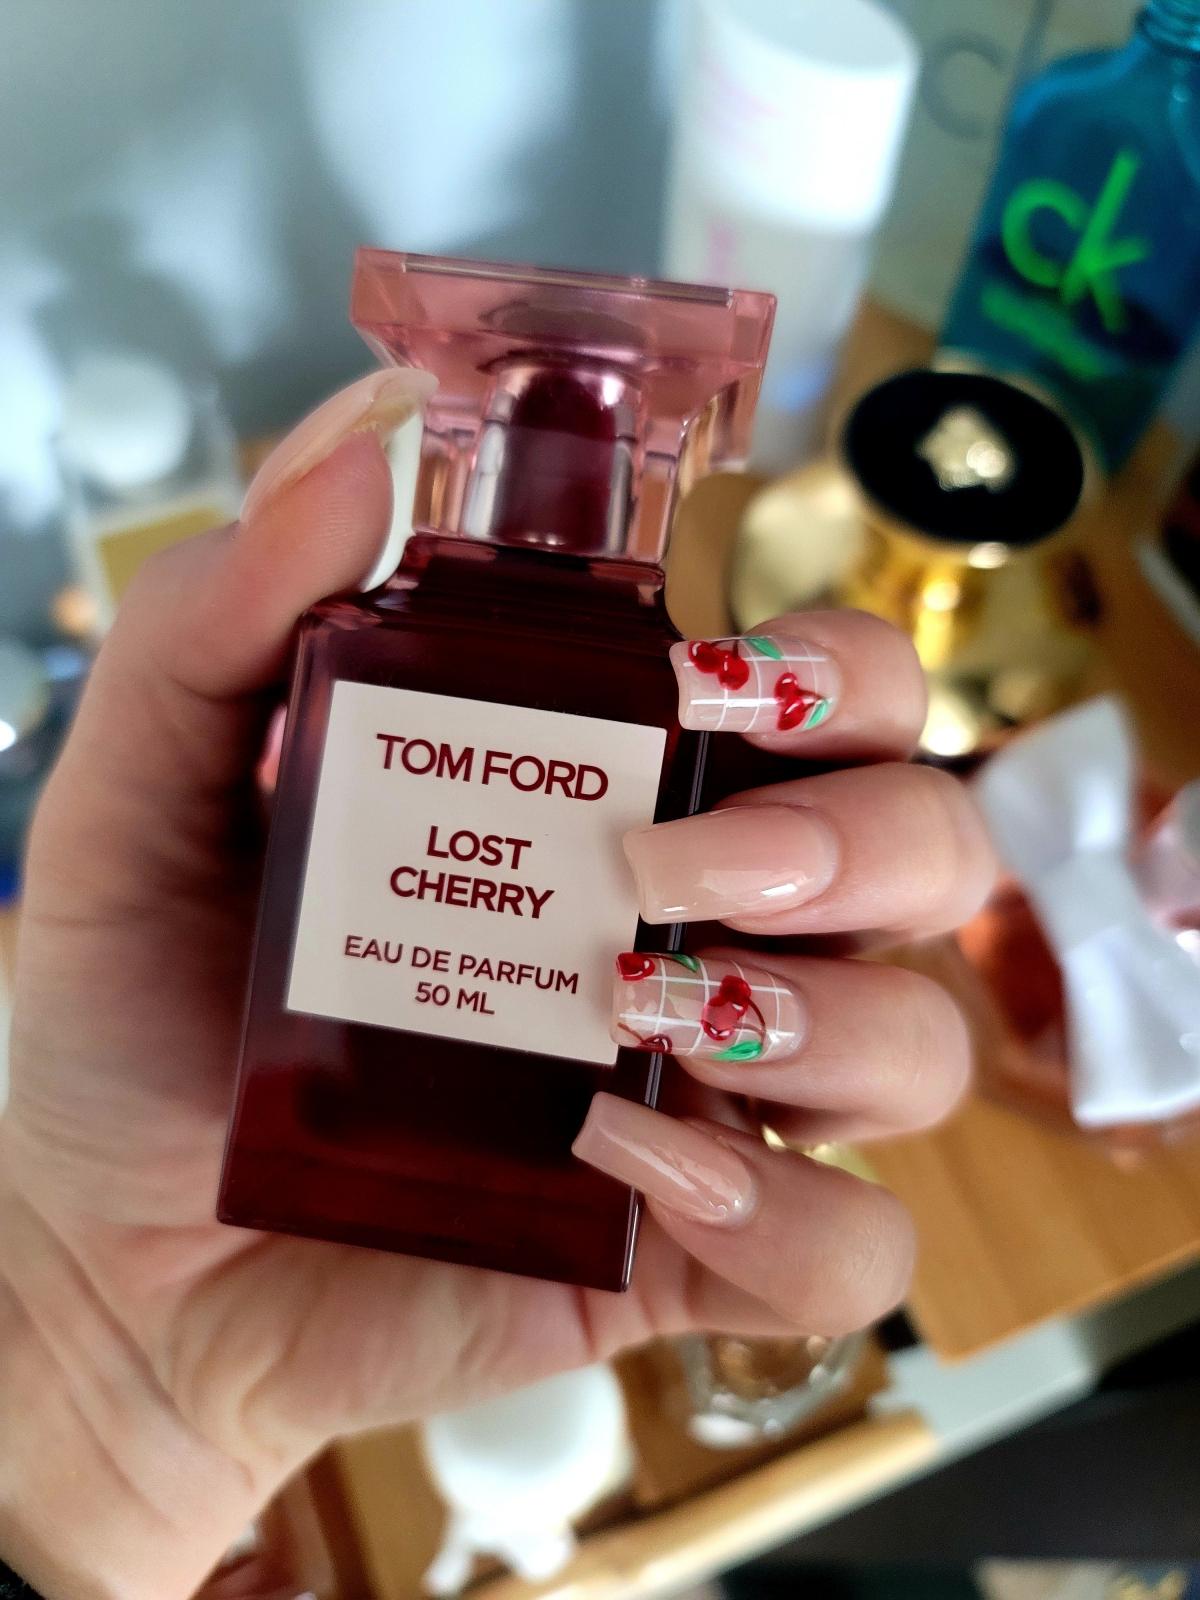 ck
TOM FORD
LOST
CHERRY
EAU DE PARFUM
50 ML